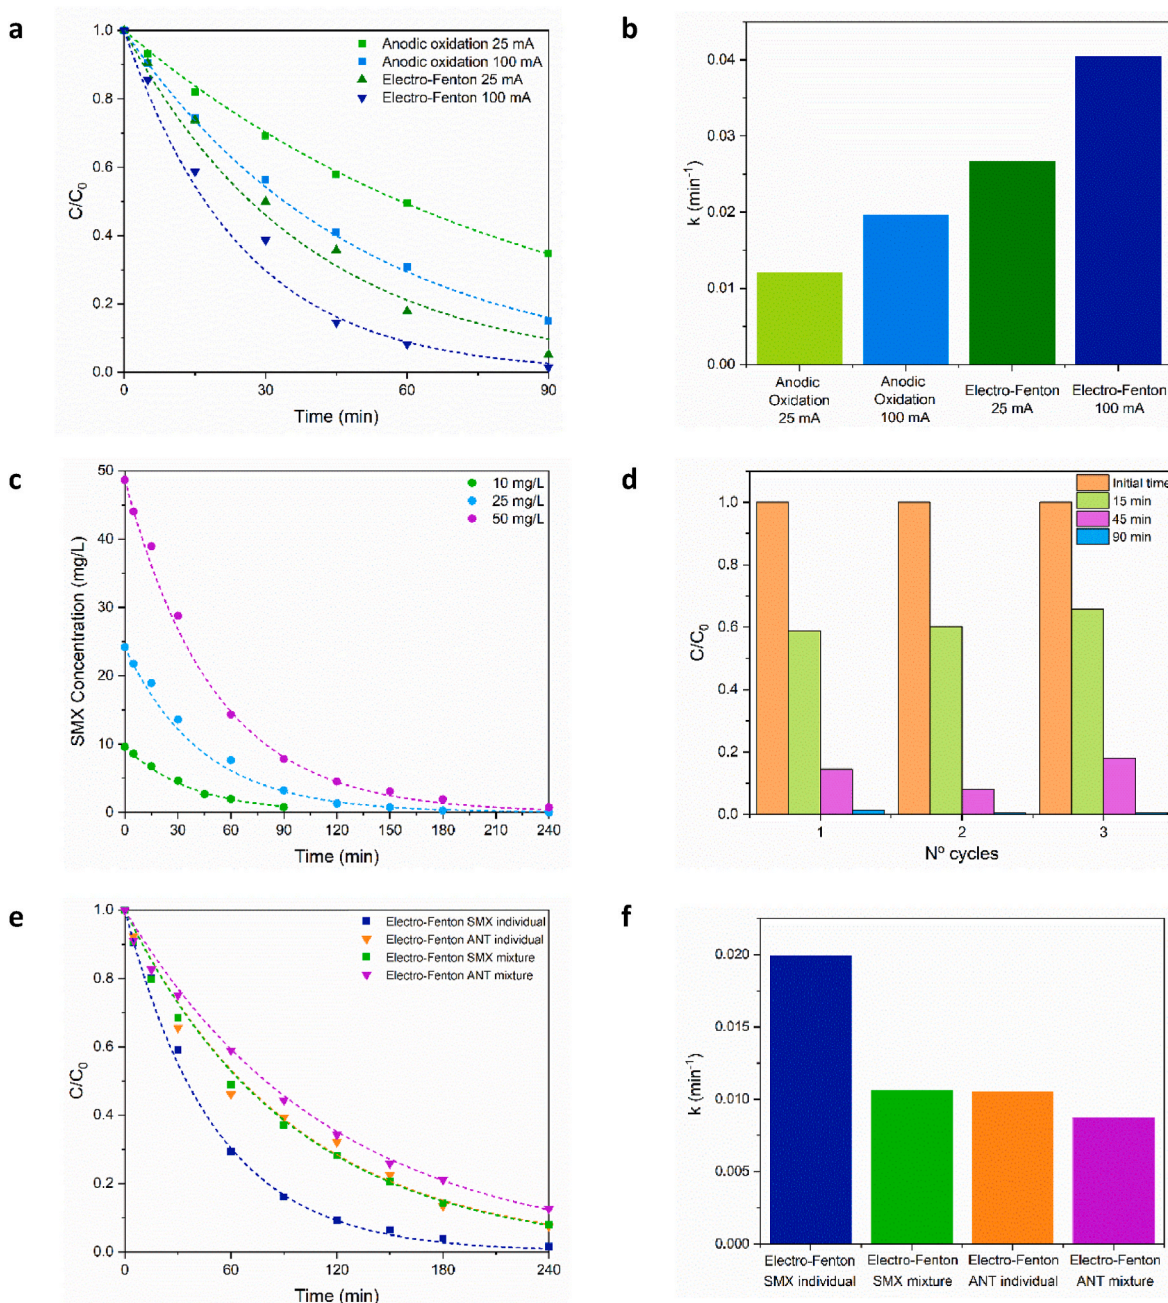 a
1.0
0.8
0.6
0.4
0.2
0.0
C/C₀
Anodic oxidation 25 mA
Anodic oxidation 100 mA
Electro-Fenton 25 mA
Electro-Fenton 100 mA
0 30 60 90
Time (min)
b
0.04
0.03
0.02
0.01
0.00
k (min⁻¹)
Anodic Anodic Electro-Fenton Electro-Fenton
Oxidation Oxidation 25 mA 100 mA
25 mA 100 mA
c
50
40
30
20
10
0
SMX Concentration (mg/L)
10 mg/L
25 mg/L
50 mg/L
0 30 60 90 120 150 180 210 240
Time (min)
d
1.0
0.8
0.6
0.4
0.2
0.0
C/C₀
Initial time
15 min
45 min
90 min
1 2 3
Nº cycles
e
1.0
0.8
0.6
0.4
0.2
0.0
C/C₀
Electro-Fenton SMX individual
Electro-Fenton ANT individual
Electro-Fenton SMX mixture
Electro-Fenton ANT mixture
0 30 60 90 120 150 180 240
Time (min)
f
0.020
0.015
0.010
0.005
0.000
k (min⁻¹)
Electro-Fenton Electro-Fenton Electro-Fenton Electro-Fenton
SMX individual SMX mixture ANT individual ANT mixture